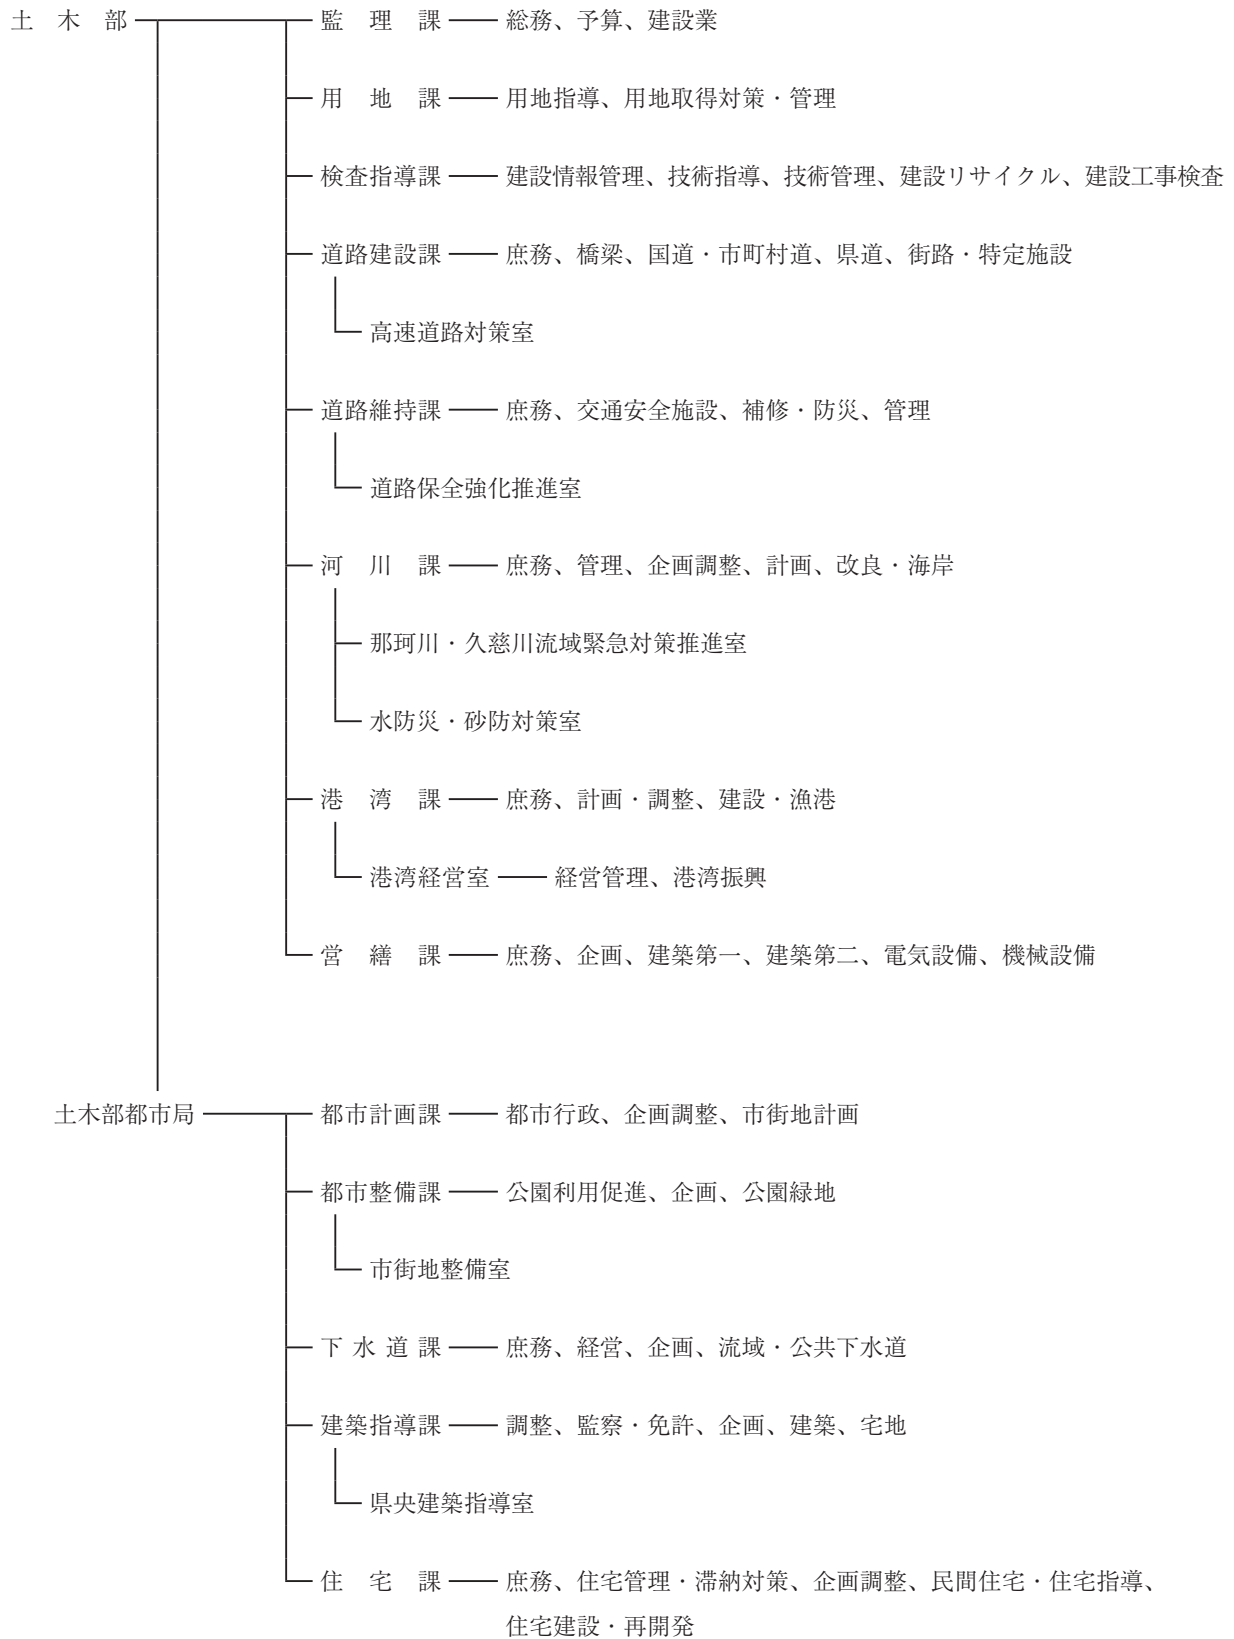 土木部 監理課 総務、予算、建設業
用地課 用地指導、用地取得対策・管理
検査指導課 建設情報管理、技術指導、技術管理、建設リサイクル、建設工事検査
道路建設課 庶務、橋梁、国道・市町村道、県道、街路・特定施設
高速道路対策室
道路維持課 庶務、交通安全施設、補修・防災、管理
道路保全強化推進室
河川課 庶務、管理、企画調整、計画、改良・海岸
那珂川・久慈川流域緊急対策推進室
水防災・砂防対策室
港湾課 庶務、計画・調整、建設・漁港
港湾経営室 経営管理、港湾振興
営繕課 庶務、企画、建築第一、建築第二、電気設備、機械設備
土木部都市局 都市計画課 都市行政、企画調整、市街地計画
都市整備課 公園利用促進、企画、公園緑地
市街地整備室
下水道課 庶務、経営、企画、流域・公共下水道
建築指導課 調整、監察・免許、企画、建築、宅地
県央建築指導室
住宅課 庶務、住宅管理・滞納対策、企画調整、民間住宅・住宅指導、
住宅建設・再開発